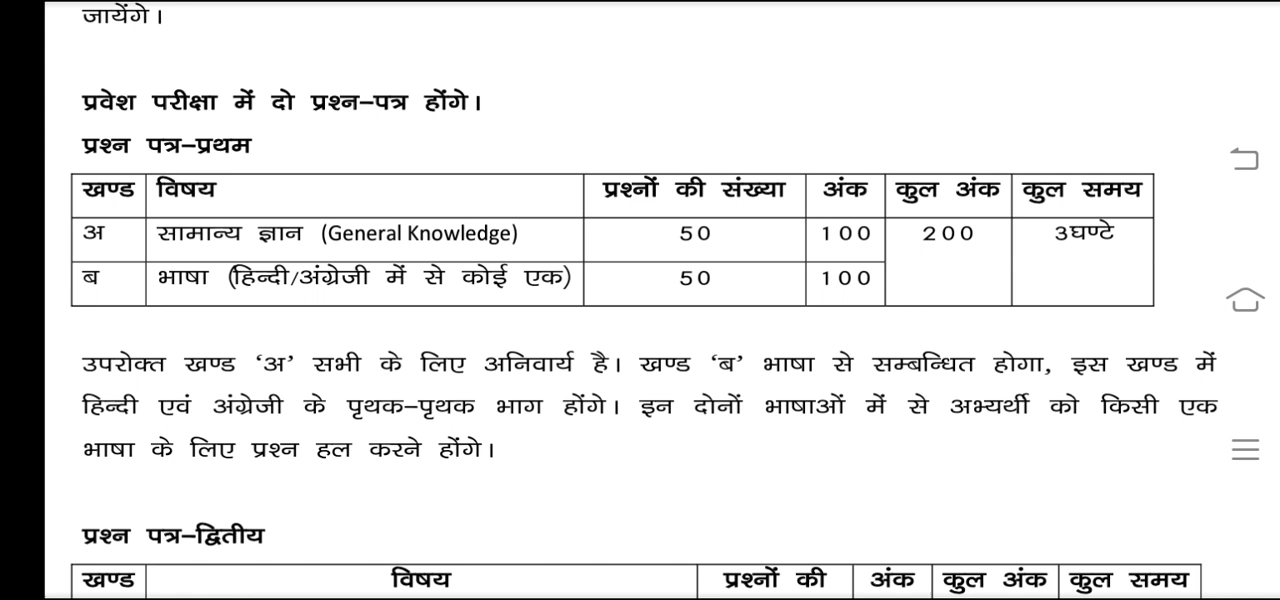 जायेंगे।
प्रवेश परीक्षा में दो प्रश्न–पत्र होंगे।
प्रश्न पत्र–प्रथम
खण्ड विषय प्रश्नों की संख्या अंक कुल अंक कुल समय
अ सामान्य ज्ञान (General Knowledge) 50 100 200 3घण्टे
ब भाषा (हिन्दी/अंग्रेजी में से कोई एक) 50 100
उपरोक्त खण्ड ‘अ’ सभी के लिए अनिवार्य है। खण्ड ‘ब’ भाषा से सम्बन्धित होगा, इस खण्ड में
हिन्दी एवं अंग्रेजी के पृथक–पृथक भाग होंगे। इन दोनों भाषाओं में से अभ्यर्थी को किसी एक
भाषा के लिए प्रश्न हल करने होंगे।
प्रश्न पत्र–द्वितीय
खण्ड विषय प्रश्नों की अंक कुल अंक कुल समय